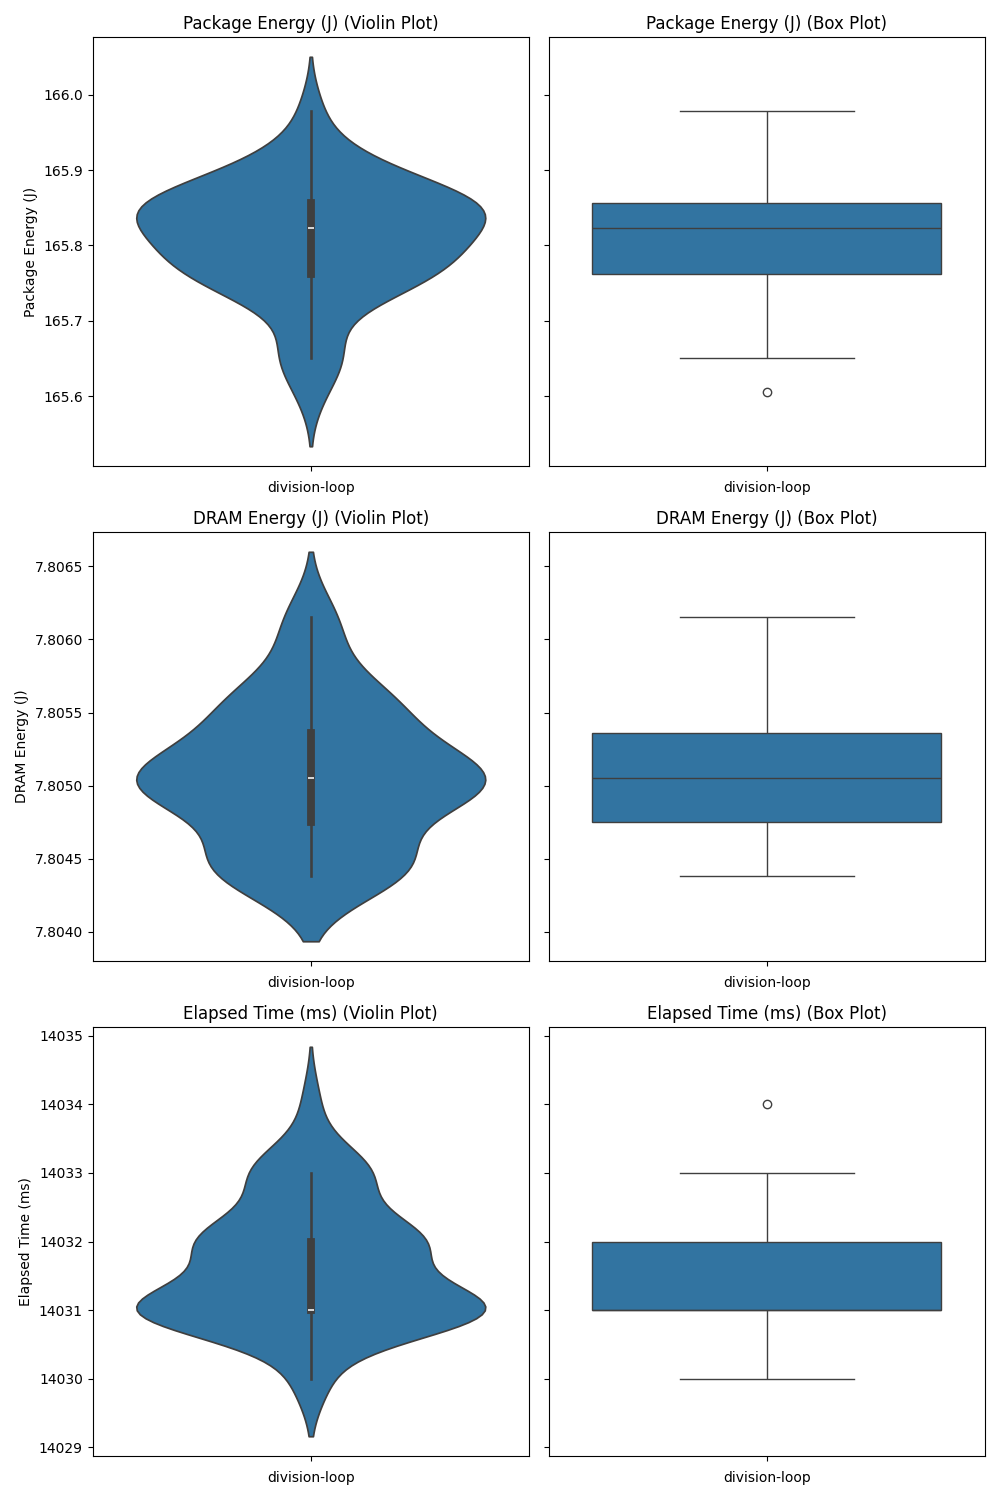 Package Energy (J) (Violin Plot)
Package Energy (J) (Box Plot)
Package Energy (J)
166.0
165.9
165.8
165.7
165.6
division-loop
division-loop
DRAM Energy (J) (Violin Plot)
DRAM Energy (J) (Box Plot)
DRAM Energy (J)
7.8065
7.8060
7.8055
7.8050
7.8045
7.8040
division-loop
division-loop
Elapsed Time (ms) (Violin Plot)
Elapsed Time (ms) (Box Plot)
Elapsed Time (ms)
14035
14034
14033
14032
14031
14030
14029
division-loop
division-loop